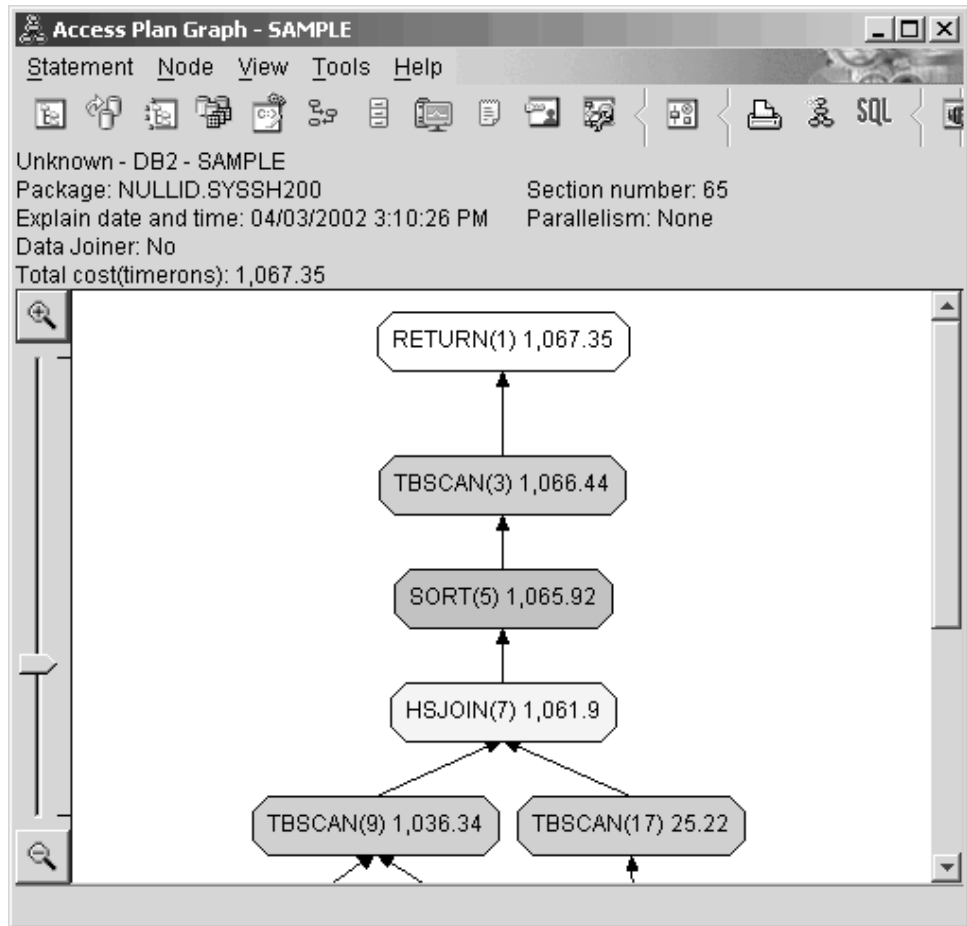 Access Plan Graph - SAMPLE
Statement Node View Tools Help
SQL
Unknown - DB2 - SAMPLE
Package: NULLID.SYSSH200 Section number: 65
Explain date and time: 04/03/2002 3:10:26 PM Parallelism: None
Data Joiner: No
Total cost(timerons): 1,067.35
RETURN(1) 1,067.35
TBSCAN(3) 1,066.44
SORT(5) 1,065.92
HSJOIN(7) 1,061.9
TBSCAN(9) 1,036.34 TBSCAN(17) 25.22